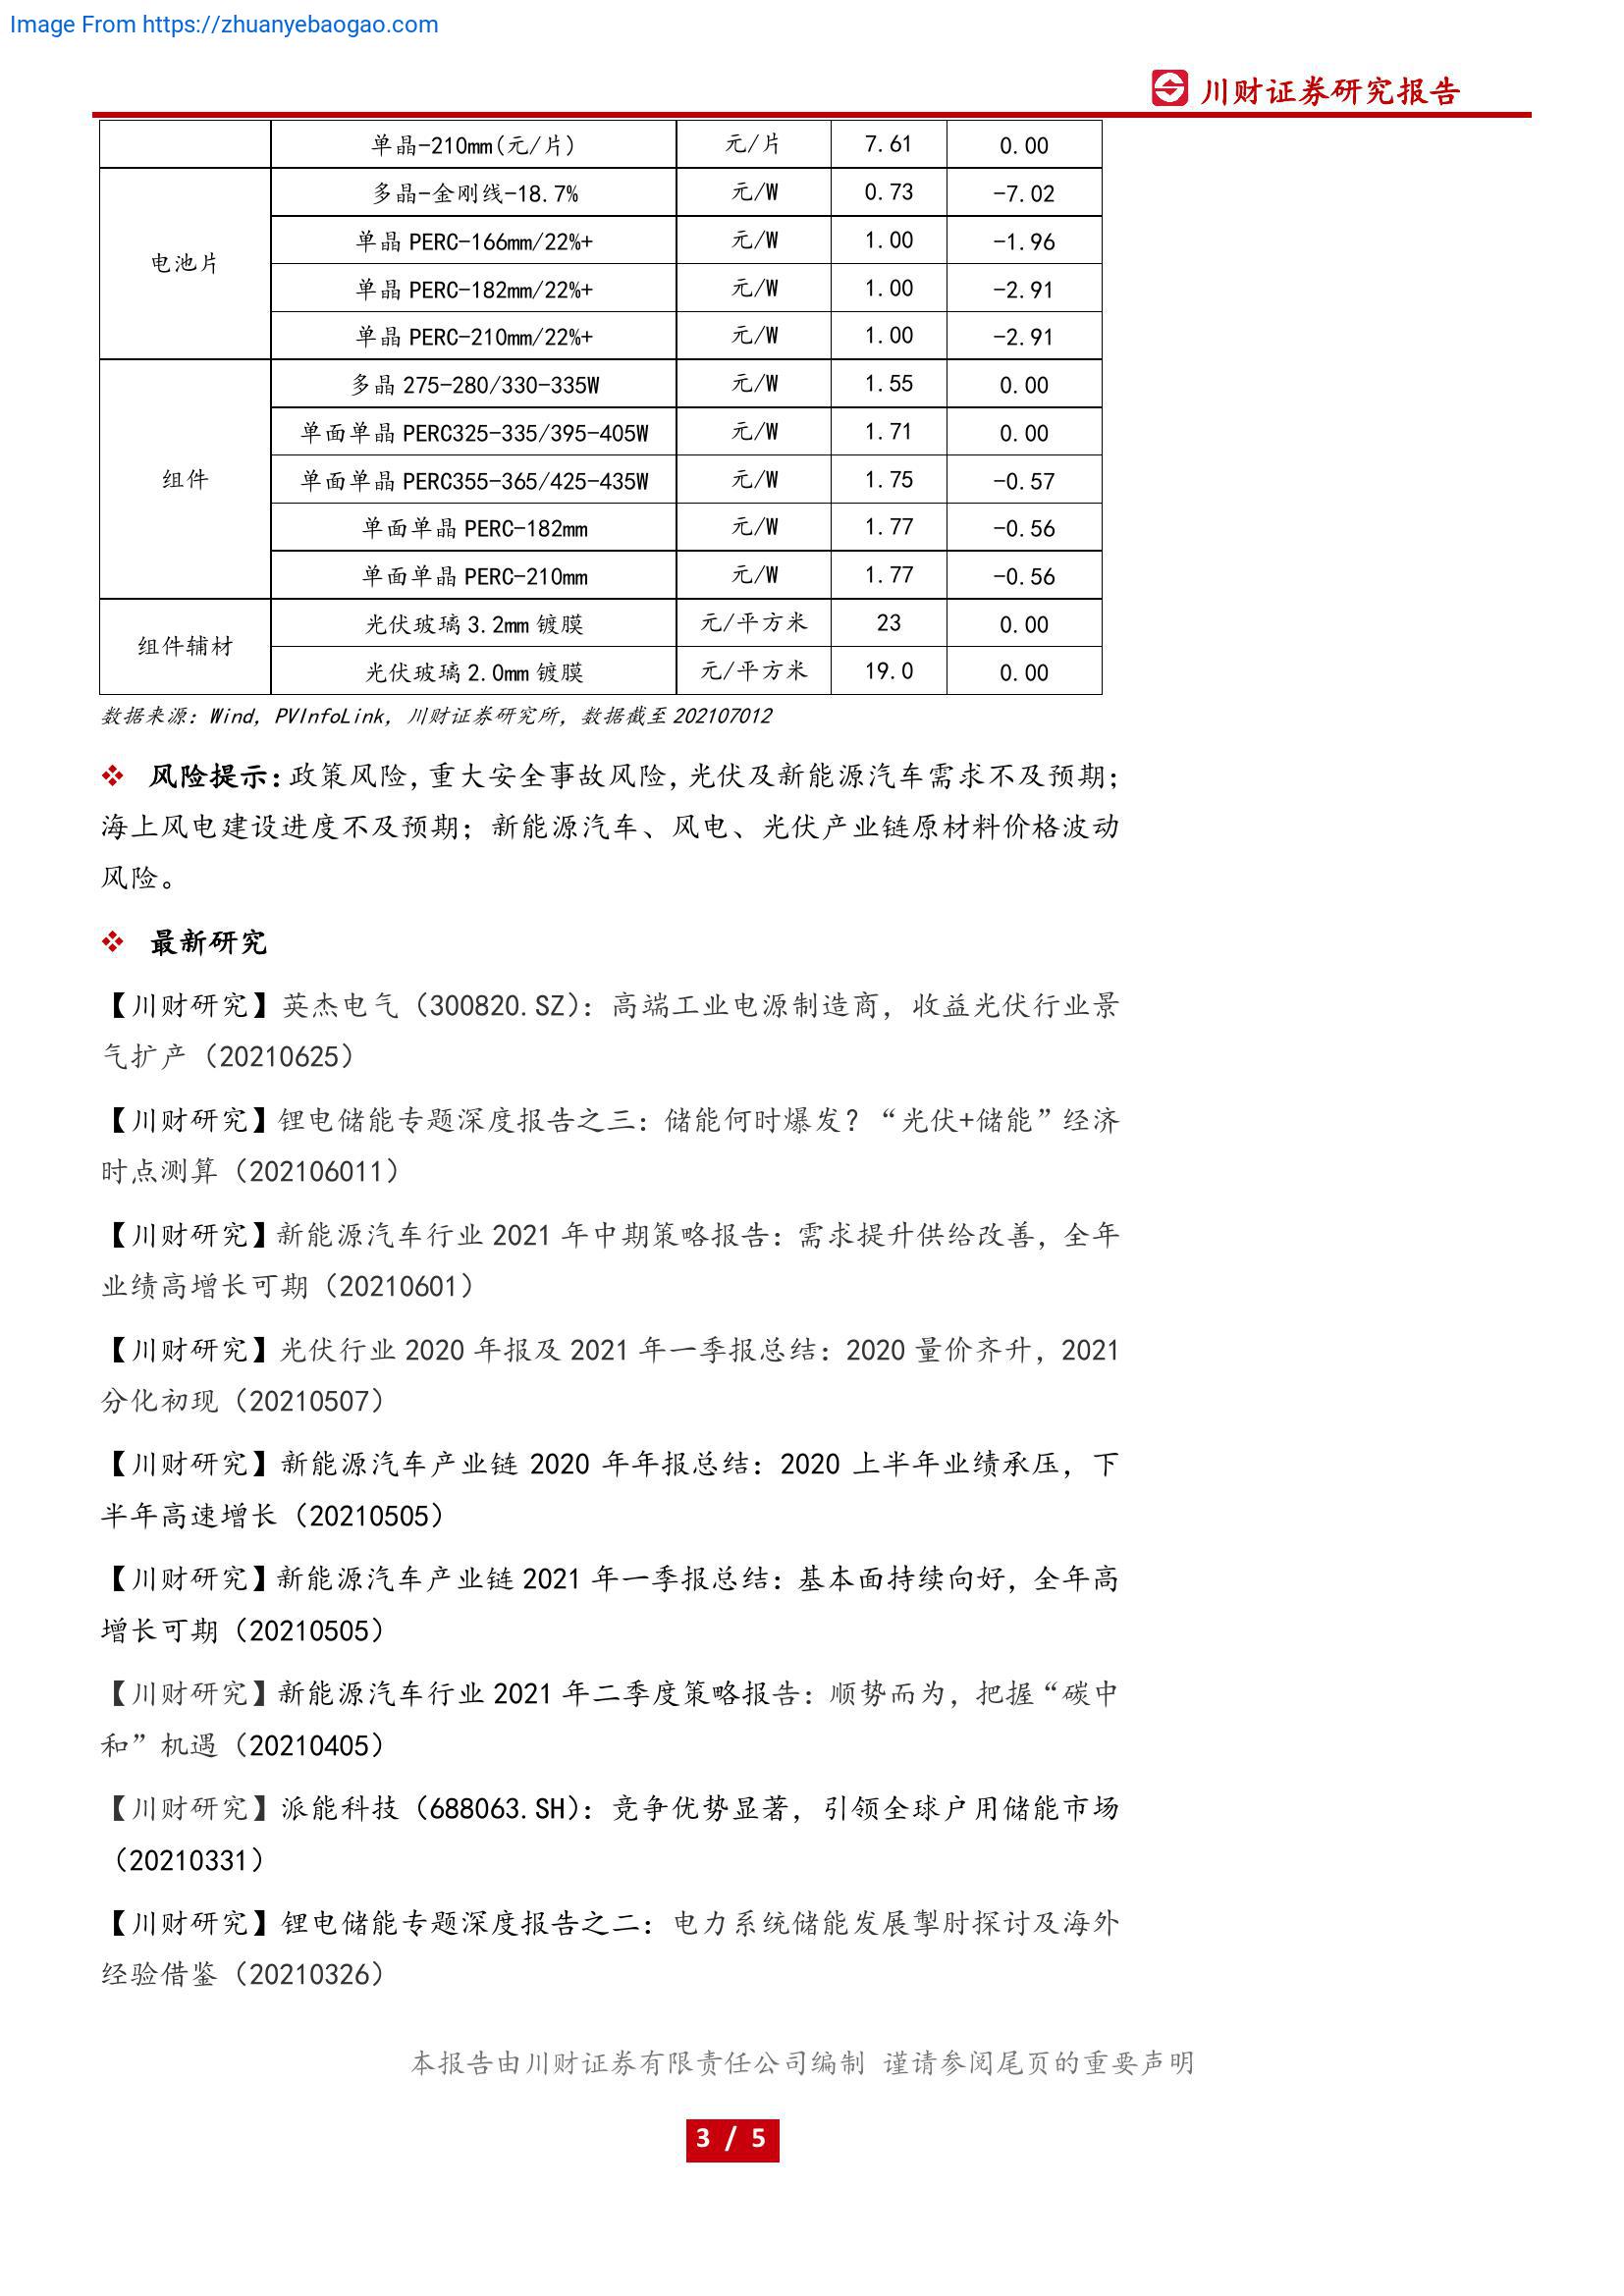 Image From https://zhuanyebaogao.com
川财证券研究报告
单晶-210mm(元/片) 元/片 7.61 0.00
电池片
多晶-金刚线-18.7% 元/W 0.73 -7.02
单晶 PERC-166mm/22%+ 元/W 1.00 -1.96
单晶 PERC-182mm/22%+ 元/W 1.00 -2.91
单晶 PERC-210mm/22%+ 元/W 1.00 -2.91
组件
多晶 275-280/330-335W 元/W 1.55 0.00
单面单晶 PERC325-335/395-405W 元/W 1.71 0.00
单面单晶 PERC355-365/425-435W 元/W 1.75 -0.57
单面单晶 PERC-182mm 元/W 1.77 -0.56
单面单晶 PERC-210mm 元/W 1.77 -0.56
组件辅材
光伏玻璃 3.2mm 镀膜 元/平方米 23 0.00
光伏玻璃 2.0mm 镀膜 元/平方米 19.0 0.00
数据来源：Wind，PVInfoLink，川财证券研究所，数据截至 202107012
❖ 风险提示：政策风险，重大安全事故风险，光伏及新能源汽车需求不及预期；
海上风电建设进度不及预期；新能源汽车、风电、光伏产业链原材料价格波动
风险。
❖ 最新研究
【川财研究】英杰电气（300820.SZ）：高端工业电源制造商，收益光伏行业景
气扩产（20210625）
【川财研究】锂电储能专题深度报告之三：储能何时爆发？“光伏+储能”经济
时点测算（202106011）
【川财研究】新能源汽车行业 2021 年中期策略报告：需求提升供给改善，全年
业绩高增长可期（20210601）
【川财研究】光伏行业 2020 年报及 2021 年一季报总结：2020 量价齐升，2021
分化初现（20210507）
【川财研究】新能源汽车产业链 2020 年年报总结：2020 上半年业绩承压，下
半年高速增长（20210505）
【川财研究】新能源汽车产业链 2021 年一季报总结：基本面持续向好，全年高
增长可期（20210505）
【川财研究】新能源汽车行业 2021 年二季度策略报告：顺势而为，把握“碳中
和”机遇（20210405）
【川财研究】派能科技（688063.SH）：竞争优势显著，引领全球户用储能市场
（20210331）
【川财研究】锂电储能专题深度报告之二：电力系统储能发展掣肘探讨及海外
经验借鉴（20210326）
本报告由川财证券有限责任公司编制 谨请参阅尾页的重要声明
3 / 5